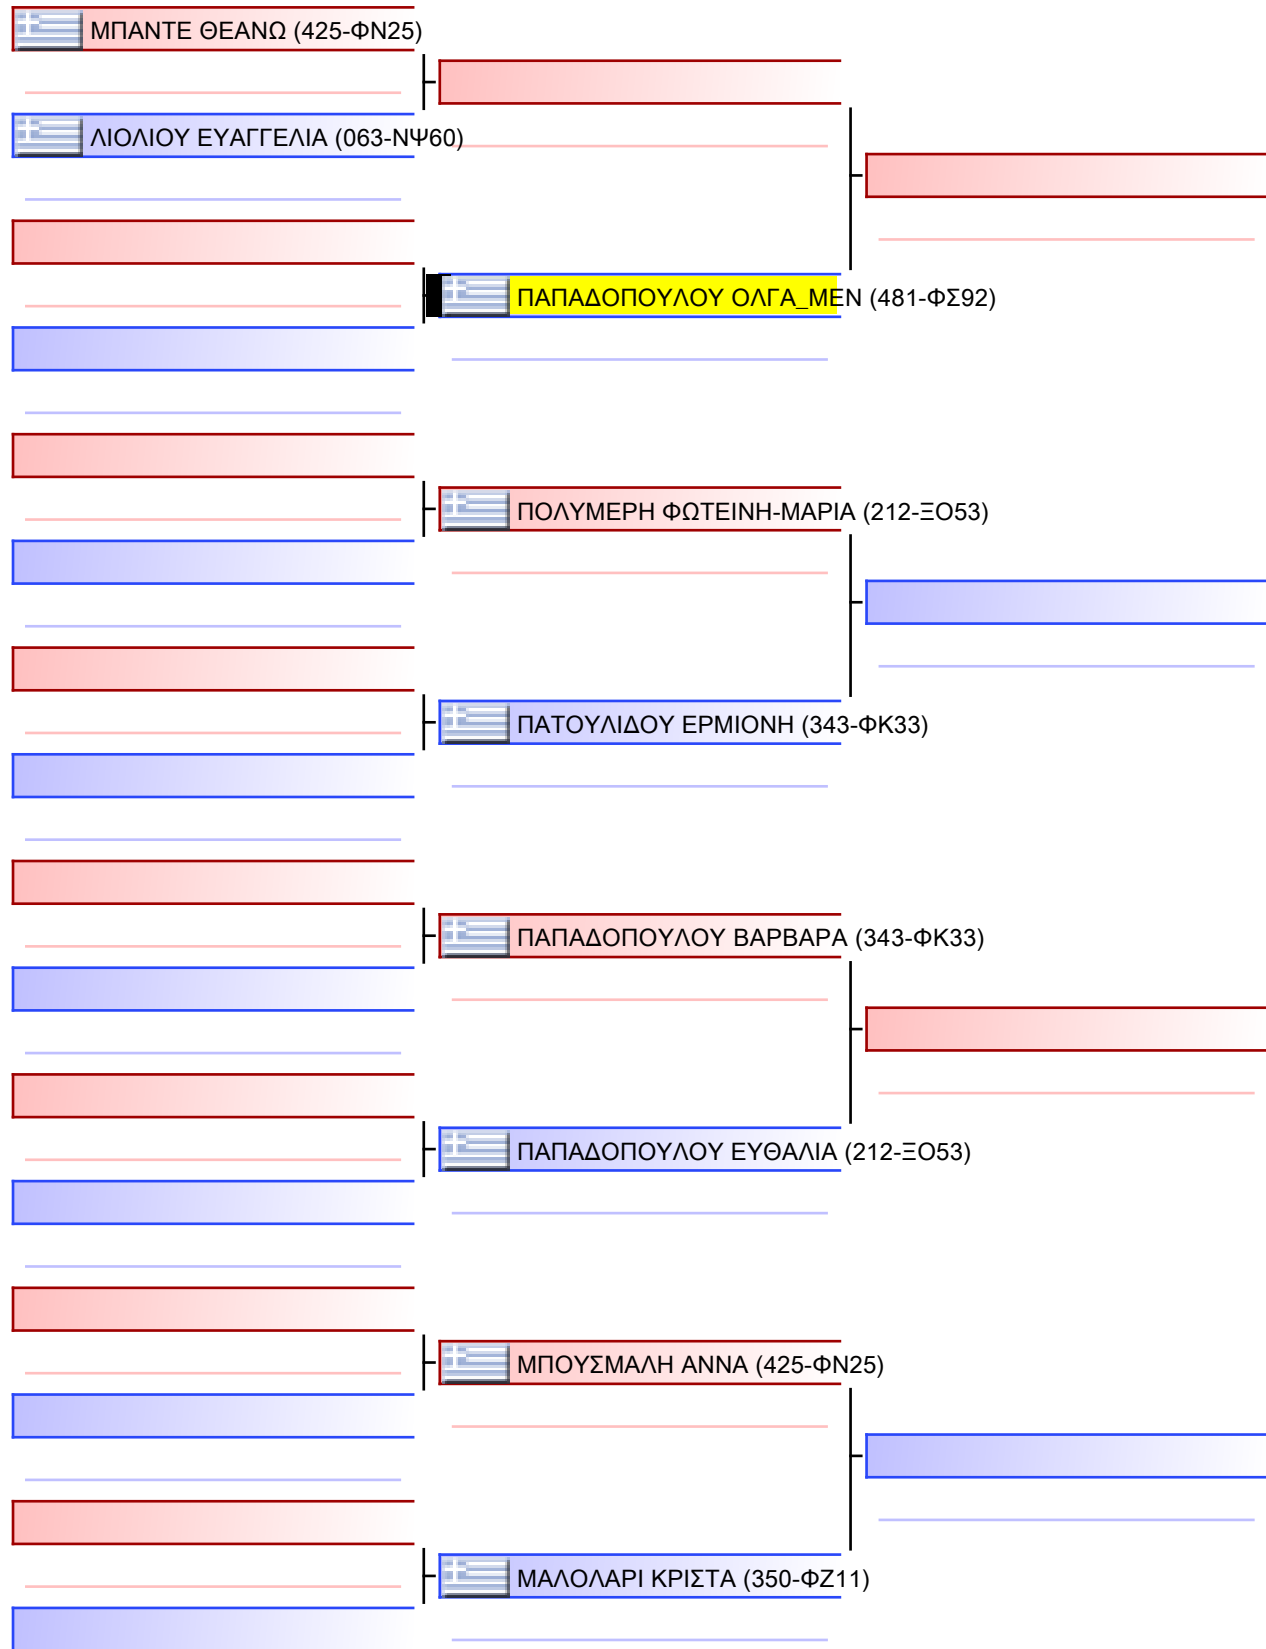 ΜΠΑΝΤΕ ΘΕΑΝΩ (425-ΦΝ25)
ΛΙΟΛΙΟΥ ΕΥΑΓΓΕΛΙΑ (063-ΝΨ60)
ΠΑΠΑΔΟΠΟΥΛΟΥ ΟΛΓΑ_ΜΕΝ (481-ΦΣ92)
ΠΟΛΥΜΕΡΗ ΦΩΤΕΙΝΗ-ΜΑΡΙΑ (212-ΞΟ53)
ΠΑΤΟΥΛΙΔΟΥ ΕΡΜΙΟΝΗ (343-ΦΚ33)
ΠΑΠΑΔΟΠΟΥΛΟΥ ΒΑΡΒΑΡΑ (343-ΦΚ33)
ΠΑΠΑΔΟΠΟΥΛΟΥ ΕΥΘΑΛΙΑ (212-ΞΟ53)
ΜΠΟΥΣΜΑΛΗ ΑΝΝΑ (425-ΦΝ25)
ΜΑΛΟΛΑΡΙ ΚΡΙΣΤΑ (350-ΦΖ11)